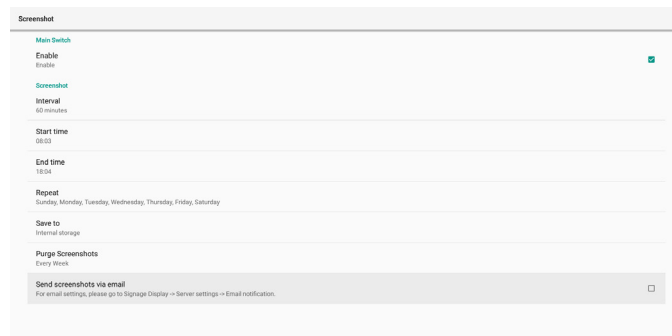 Screenshot
Main Switch
Enable
Enable
Screenshot
Interval
60 minutes
Start time
08:03
End time
18:04
Repeat
Sunday, Monday, Tuesday, Wednesday, Thursday, Friday, Saturday
Save to
Internal storage
Purge Screenshots
Every Week
Send screenshots via email
For email settings, please go to Signage Display -> Server settings -> Email notification.